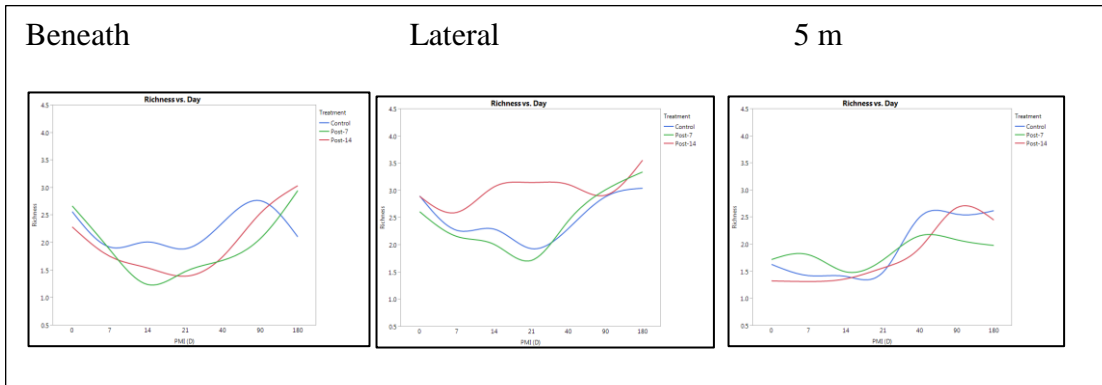 Beneath
Lateral
5 m
Richness vs. Day
Treatment
Control
Post-7
Post-14
4.5
4.0
3.5
3.0
2.5
2.0
1.5
1.0
0.5
Richness
0 7 14 21 40 90 180
PMI (D)
Richness vs. Day
Treatment
Control
Post-7
Post-14
4.5
4.0
3.5
3.0
2.5
2.0
1.5
1.0
0.5
Richness
0 7 14 21 40 90 180
PMI (D)
Richness vs. Day
Treatment
Control
Post-7
Post-14
4.5
4.0
3.5
3.0
2.5
2.0
1.5
1.0
0.5
Richness
0 7 14 21 40 90 180
PMI (D)